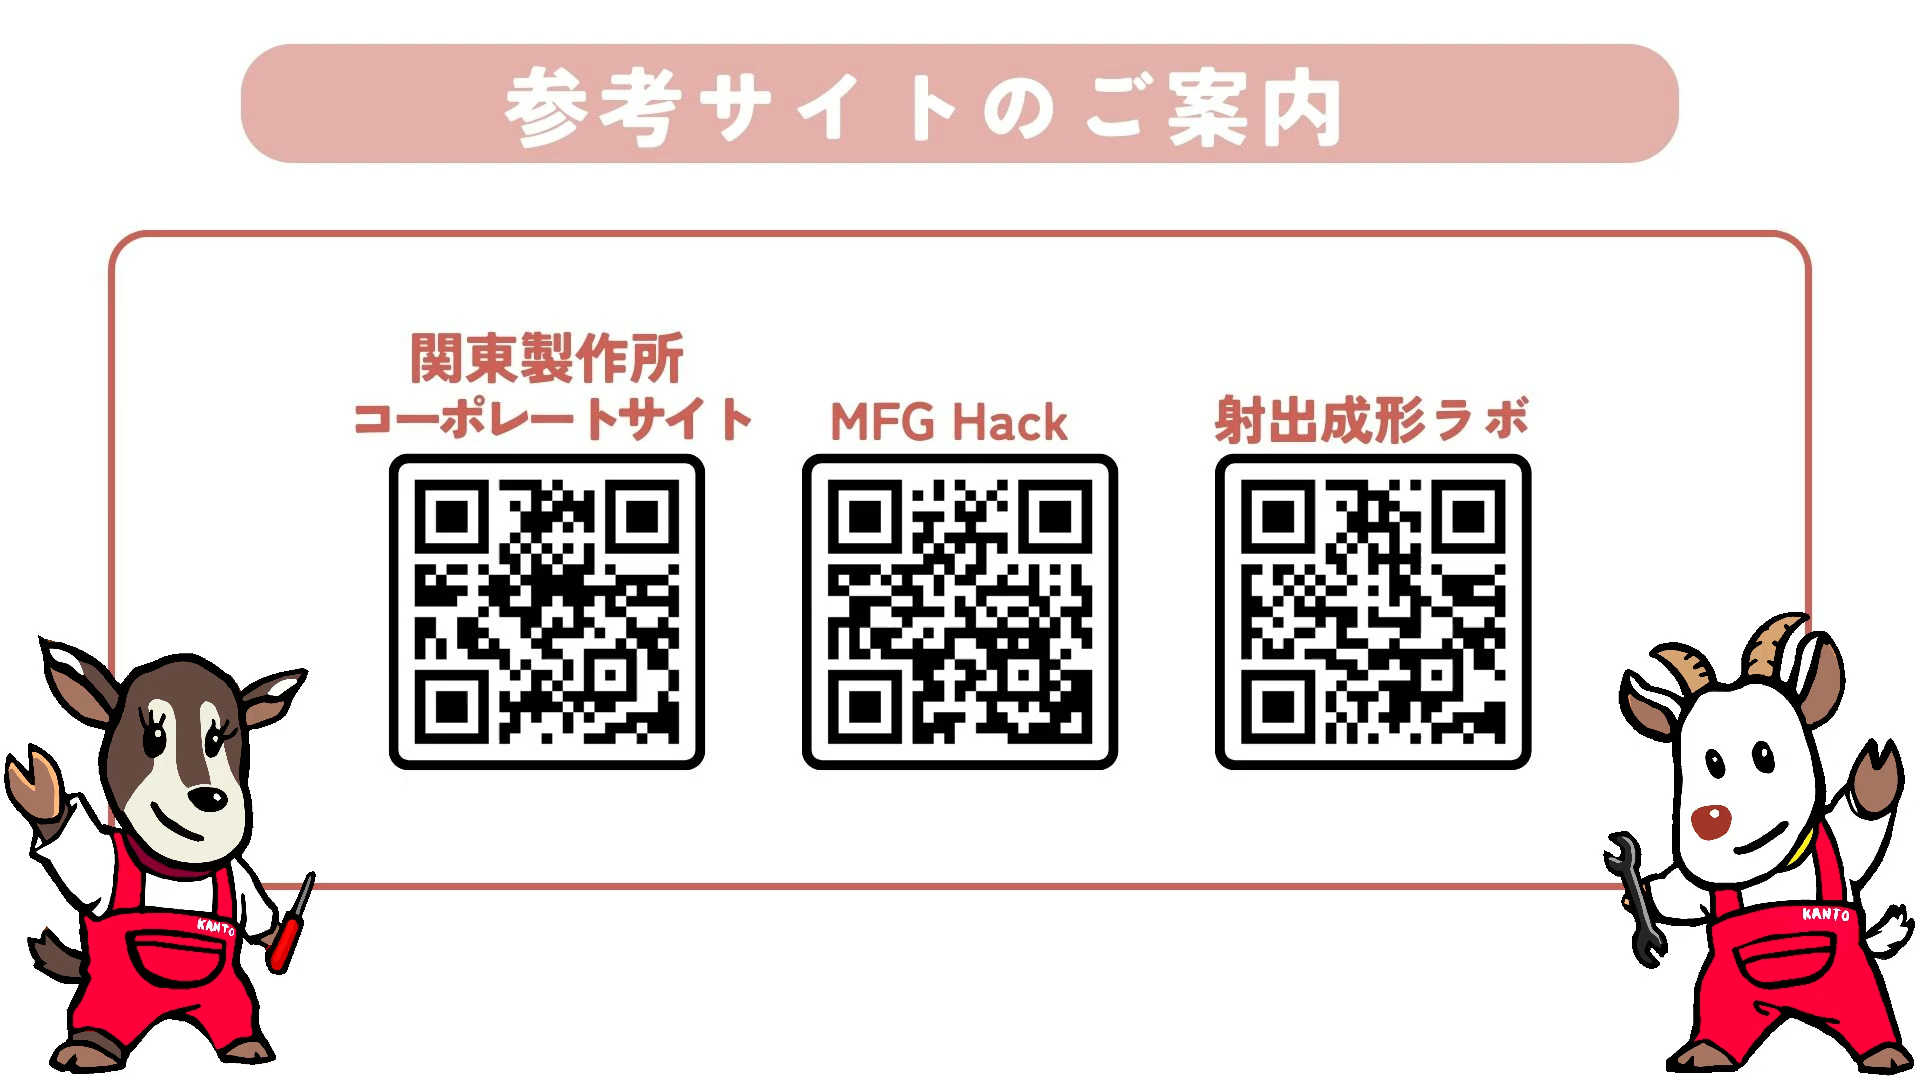 参考サイトのご案内
関東製作所
コーポレートサイト
MFG Hack
射出成形ラボ
KANTO
KANTO